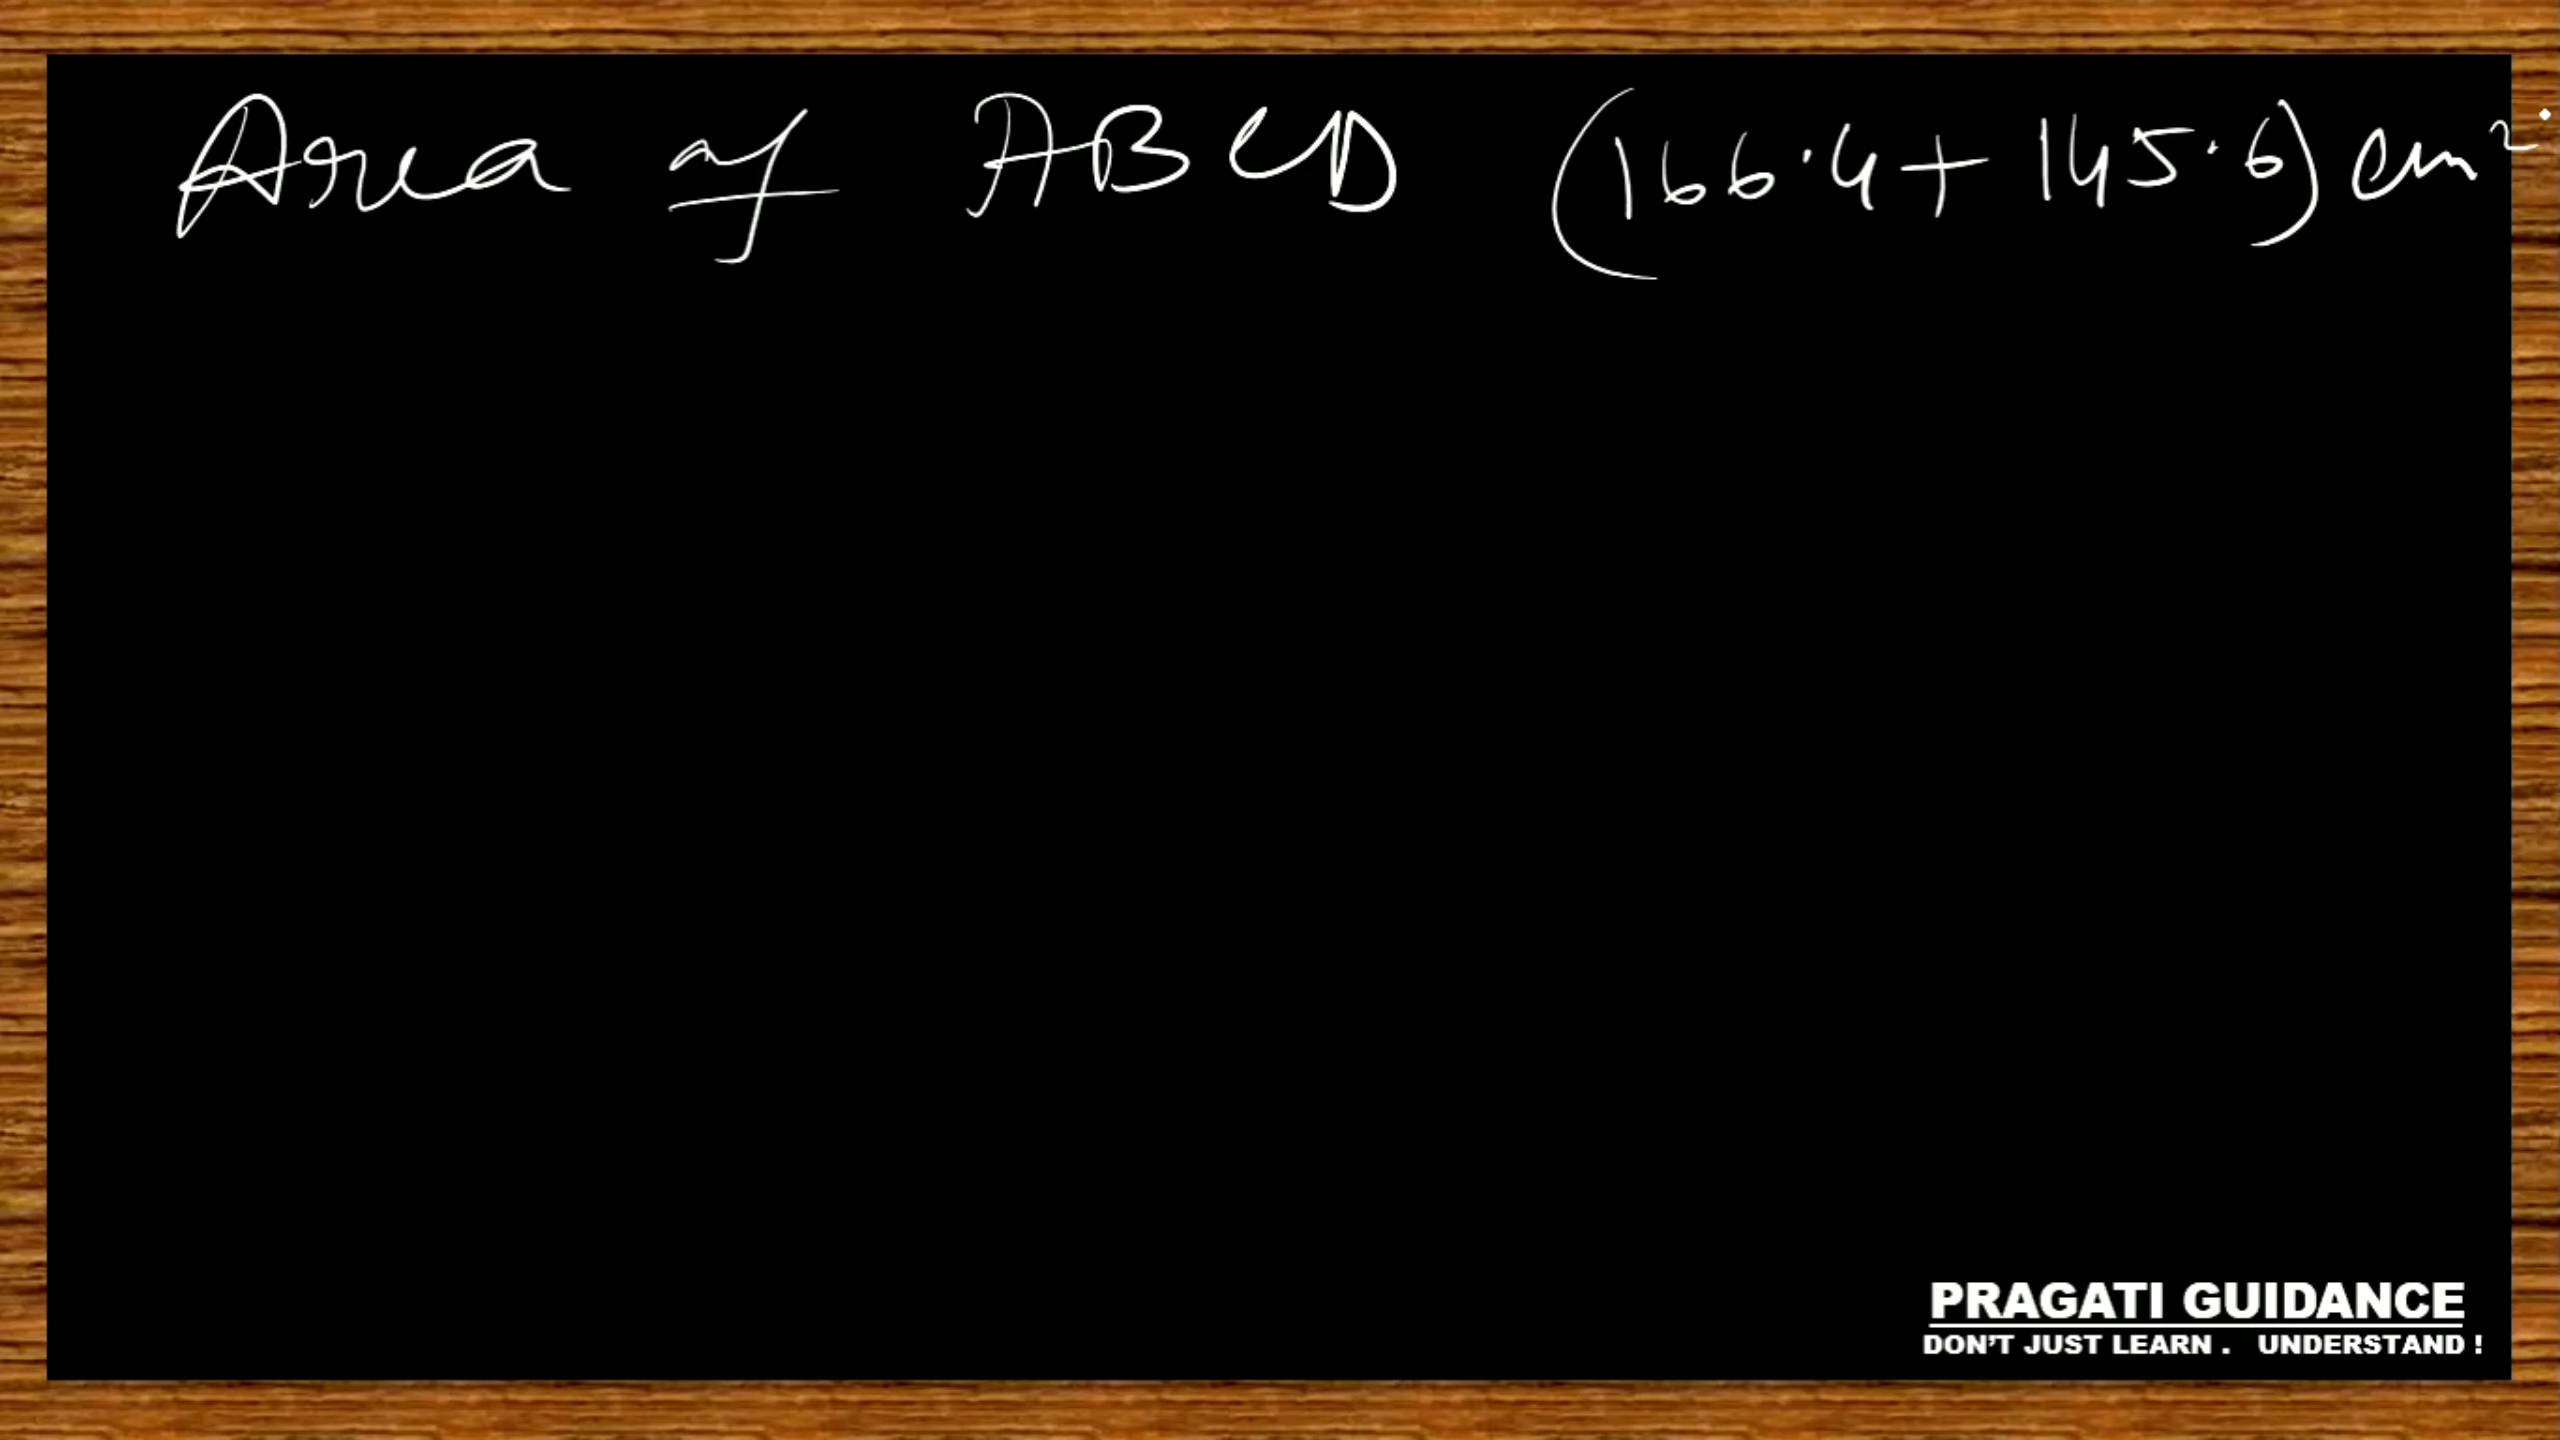 Area of ABCD (166.4 + 145.6) cm²
PRAGATI GUIDANCE
DON'T JUST LEARN . UNDERSTAND !